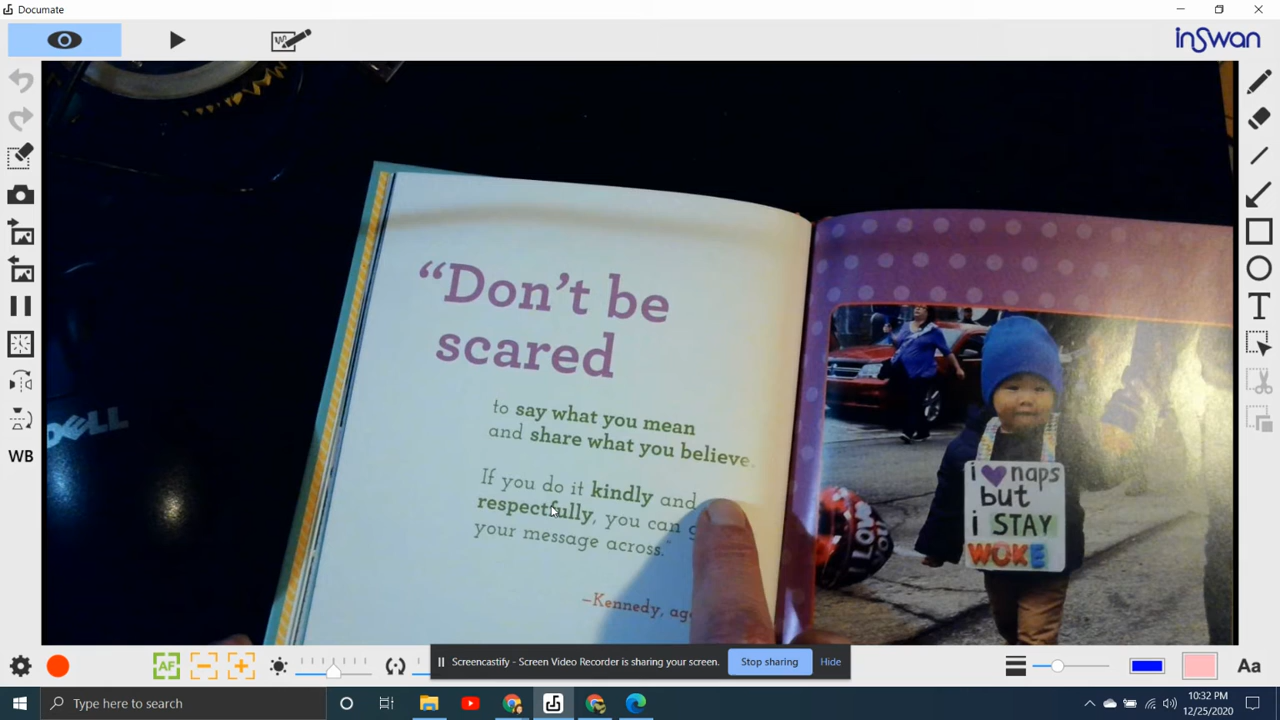 Documate
inSwan
"Don't be
scared
to say what you mean
and share what you believe.
If you do it kindly and
respectfully, you can
your message across."
–Kennedy,
i naps
but
i STAY
WOKE
I LOV
DELL
WB
T
AF
Screencastify - Screen Video Recorder is sharing your screen.
Stop sharing
Hide
Aa
Type here to search
10:32 PM
12/25/2020